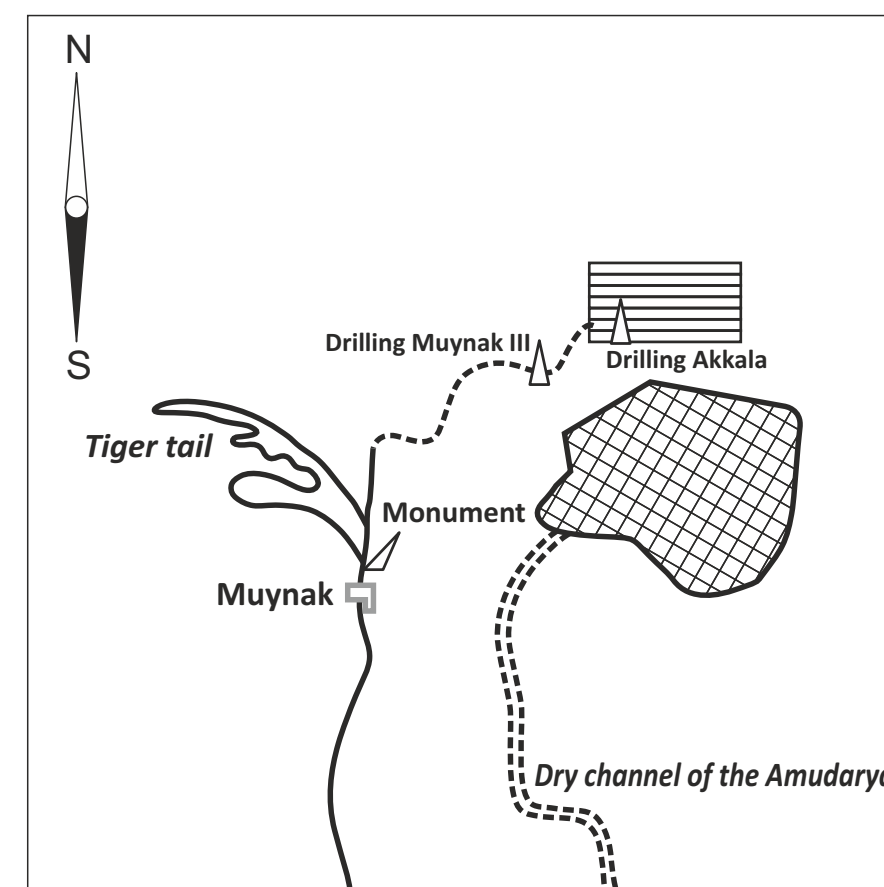 N
S
Drilling Muynak III
Drilling Akkala
Tiger tail
Monument
Muynak
Dry channel of the Amudarya